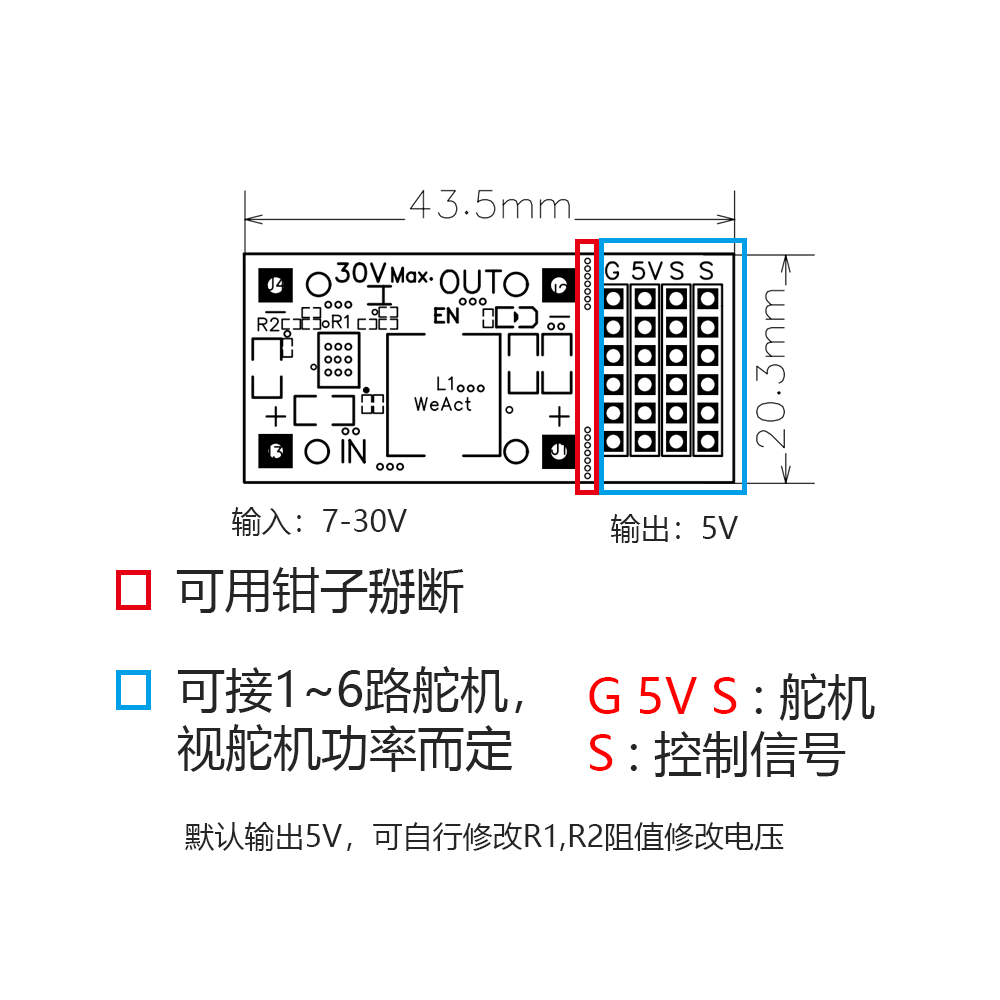 43.5mm
J4
30V Max.
OUT
J2
G 5V S S
R2
R1
EN
20.3mm
L1
WeAct
J3
IN
J1
输入：7-30V
输出：5V
可用钳子掰断
可接1~6路舵机，
视舵机功率而定
G 5V S : 舵机
S : 控制信号
默认输出5V，可自行修改R1,R2阻值修改电压